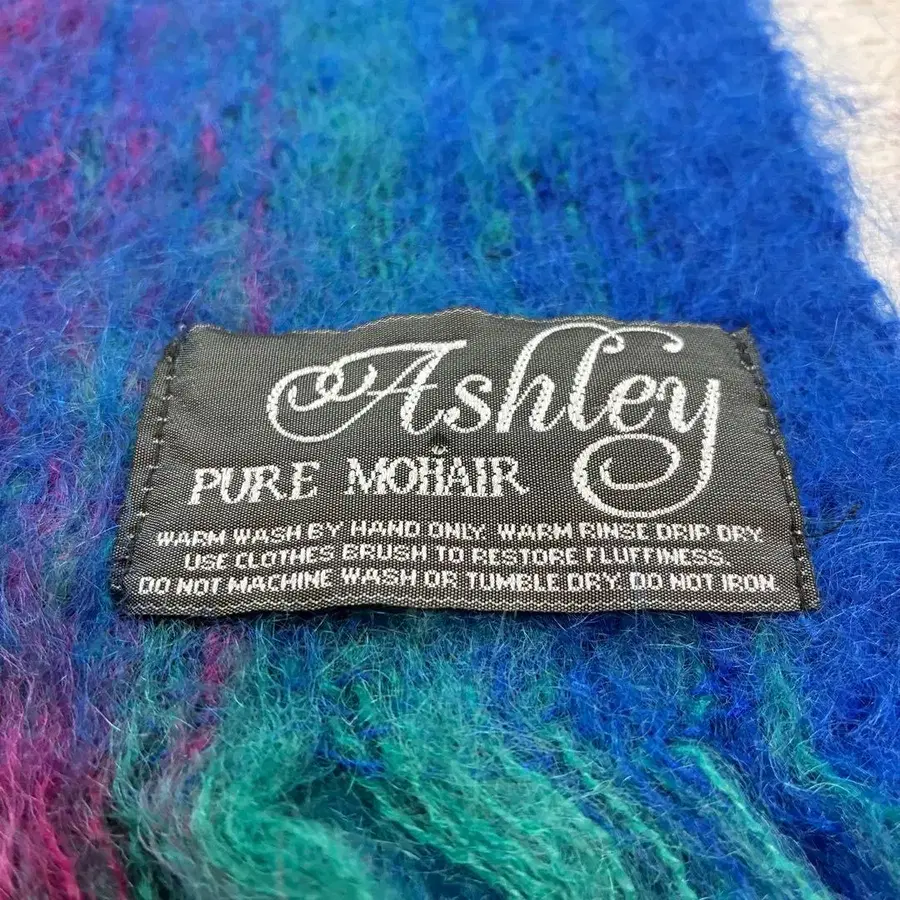 Ashley
PURE MOHAIR
WARM WASH BY HAND ONLY. WARM RINSE DRIP DRY.
USE CLOTHES BRUSH TO RESTORE FLUFFINESS.
DO NOT MACHINE WASH OR TUMBLE DRY. DO NOT IRON.